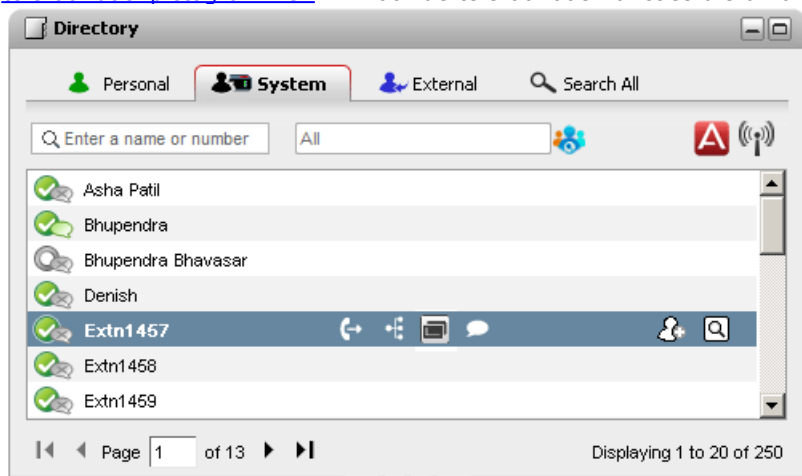 Directory
Personal System External Search All
Enter a name or number All
Asha Patil
Bhupendra
Bhupendra Bhavasar
Denish
Extn1457
Extn1458
Extn1459
Page 1 of 13 Displaying 1 to 20 of 250